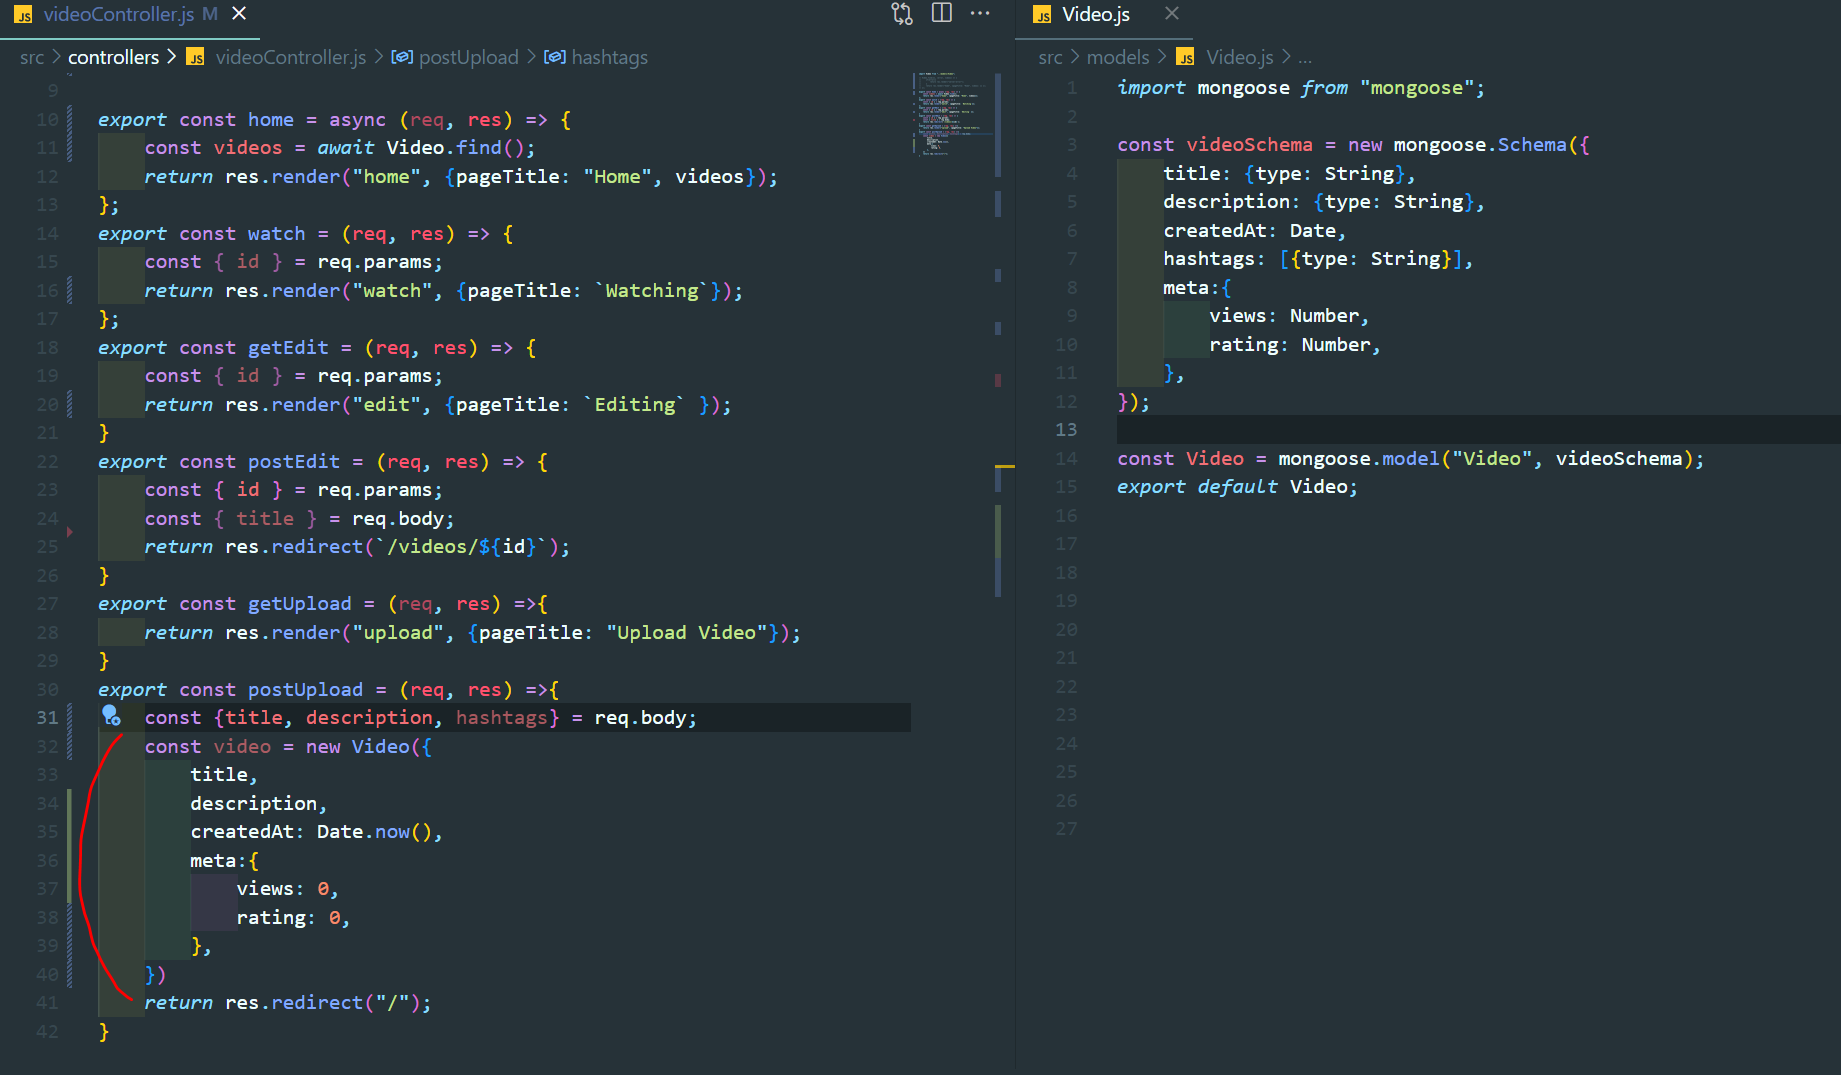 JS videoController.js M
src > controllers > JS videoController.js > postUpload > hashtags
9
10 export const home = async (req, res) => {
11 const videos = await Video.find();
12 return res.render("home", {pageTitle: "Home", videos});
13 };
14 export const watch = (req, res) => {
15 const { id } = req.params;
16 return res.render("watch", {pageTitle: `Watching`});
17 };
18 export const getEdit = (req, res) => {
19 const { id } = req.params;
20 return res.render("edit", {pageTitle: `Editing` });
21 }
22 export const postEdit = (req, res) => {
23 const { id } = req.params;
24 const { title } = req.body;
25 return res.redirect(`/videos/${id}`);
26 }
27 export const getUpload = (req, res) =>{
28 return res.render("upload", {pageTitle: "Upload Video"});
29 }
30 export const postUpload = (req, res) =>{
31 const {title, description, hashtags} = req.body;
32 const video = new Video({
33 title,
34 description,
35 createdAt: Date.now(),
36 meta:{
37 views: 0,
38 rating: 0,
39 },
40 })
41 return res.redirect("/");
42 }
JS Video.js
src > models > JS Video.js > ...
1 import mongoose from "mongoose";
2
3 const videoSchema = new mongoose.Schema({
4 title: {type: String},
5 description: {type: String},
6 createdAt: Date,
7 hashtags: [{type: String}],
8 meta:{
9 views: Number,
10 rating: Number,
11 },
12 });
13
14 const Video = mongoose.model("Video", videoSchema);
15 export default Video;
16
17
18
19
20
21
22
23
24
25
26
27